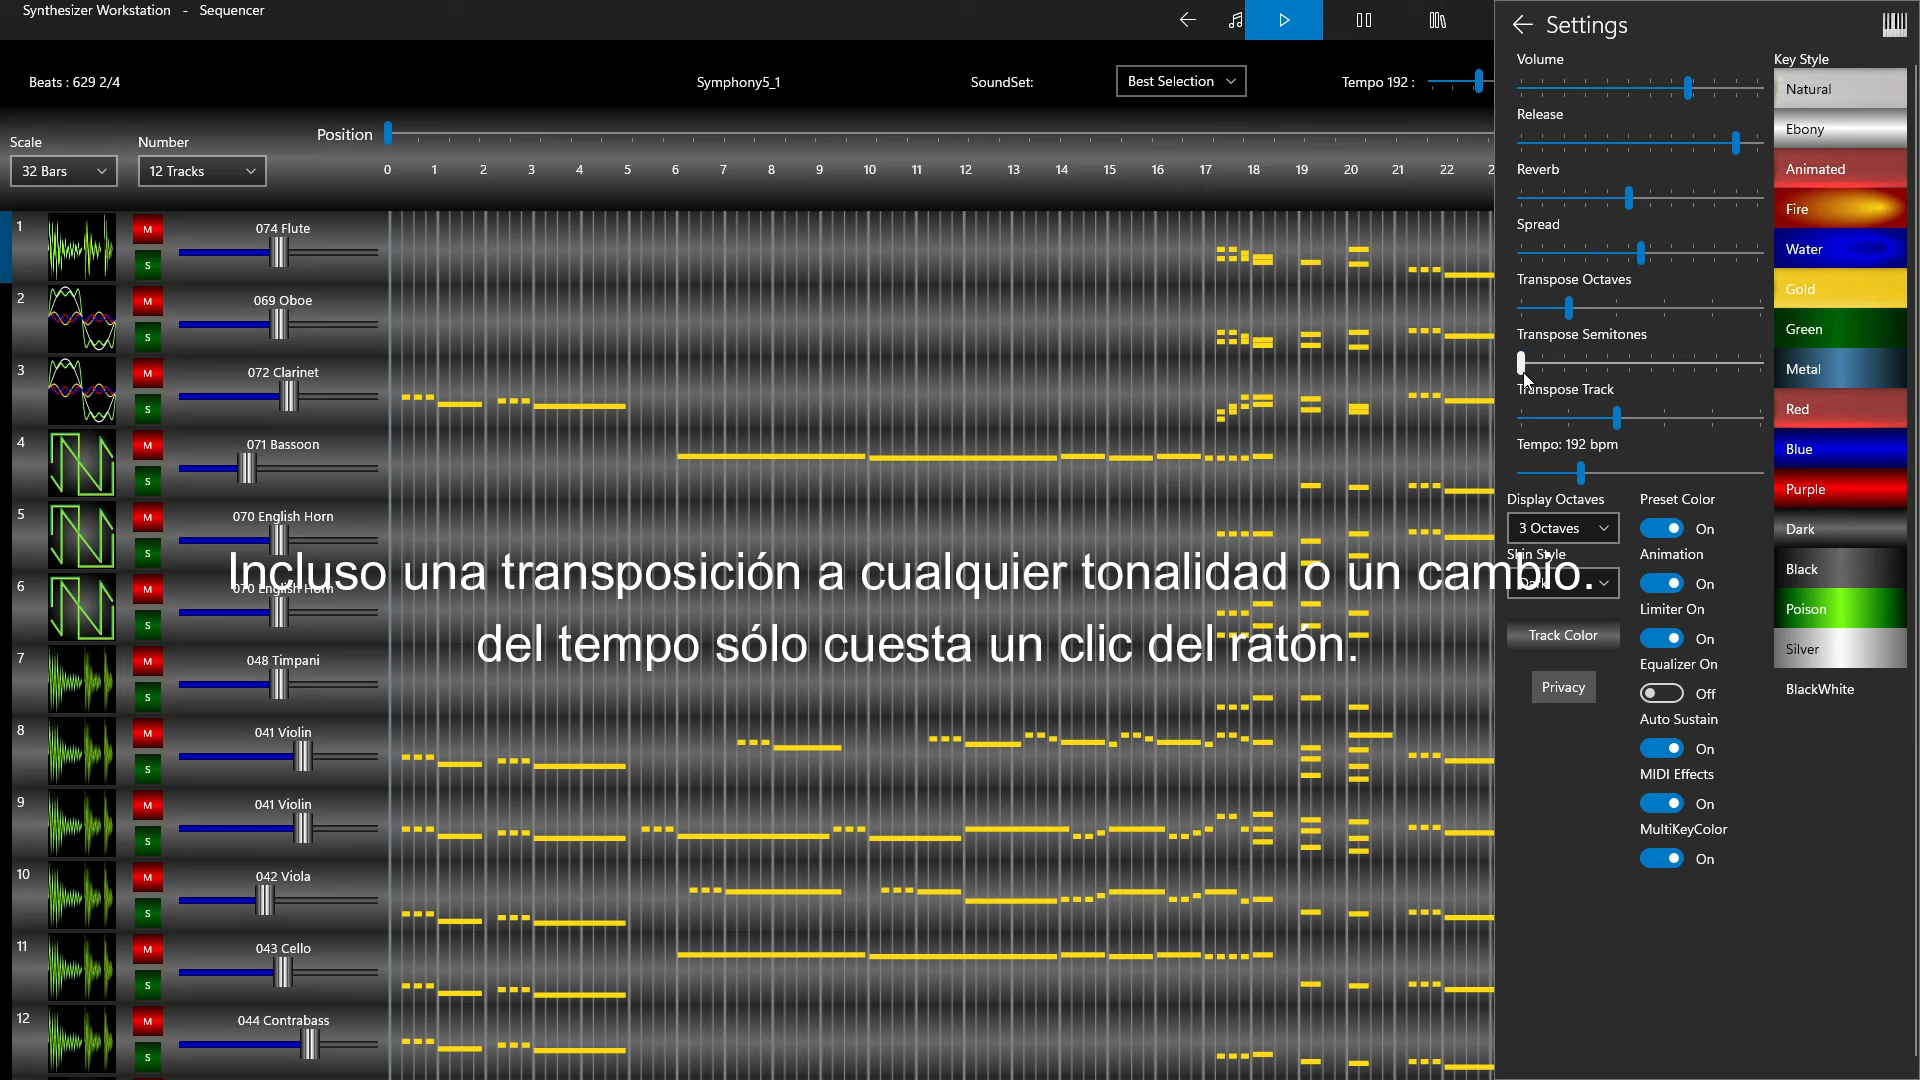 Synthesizer Workstation - Sequencer
Settings
Beats : 629 2/4
Symphony5_1
SoundSet:
Best Selection
Tempo 192 :
Scale
Number
Position
32 Bars
12 Tracks
0 1 2 3 4 5 6 7 8 9 10 11 12 13 14 15 16 17 18 19 20 21 22 2
1
M
S
074 Flute
2
M
S
069 Oboe
3
M
S
072 Clarinet
4
M
S
071 Bassoon
5
M
S
070 English Horn
6
M
S
070 English Horn
7
M
S
048 Timpani
8
M
S
041 Violin
9
M
S
041 Violin
10
M
S
042 Viola
11
M
S
043 Cello
12
M
S
044 Contrabass
Incluso una transposición a cualquier tonalidad o un cambio.
del tempo sólo cuesta un clic del ratón.
Volume
Release
Reverb
Spread
Transpose Octaves
Transpose Semitones
Transpose Track
Tempo: 192 bpm
Display Octaves
3 Octaves
Skin Style
Dark
Track Color
Privacy
Preset Color
On
Animation
On
Limiter On
On
Equalizer On
Off
Auto Sustain
On
MIDI Effects
On
MultiKeyColor
On
Key Style
Natural
Ebony
Animated
Fire
Water
Gold
Green
Metal
Red
Blue
Purple
Dark
Black
Poison
Silver
BlackWhite